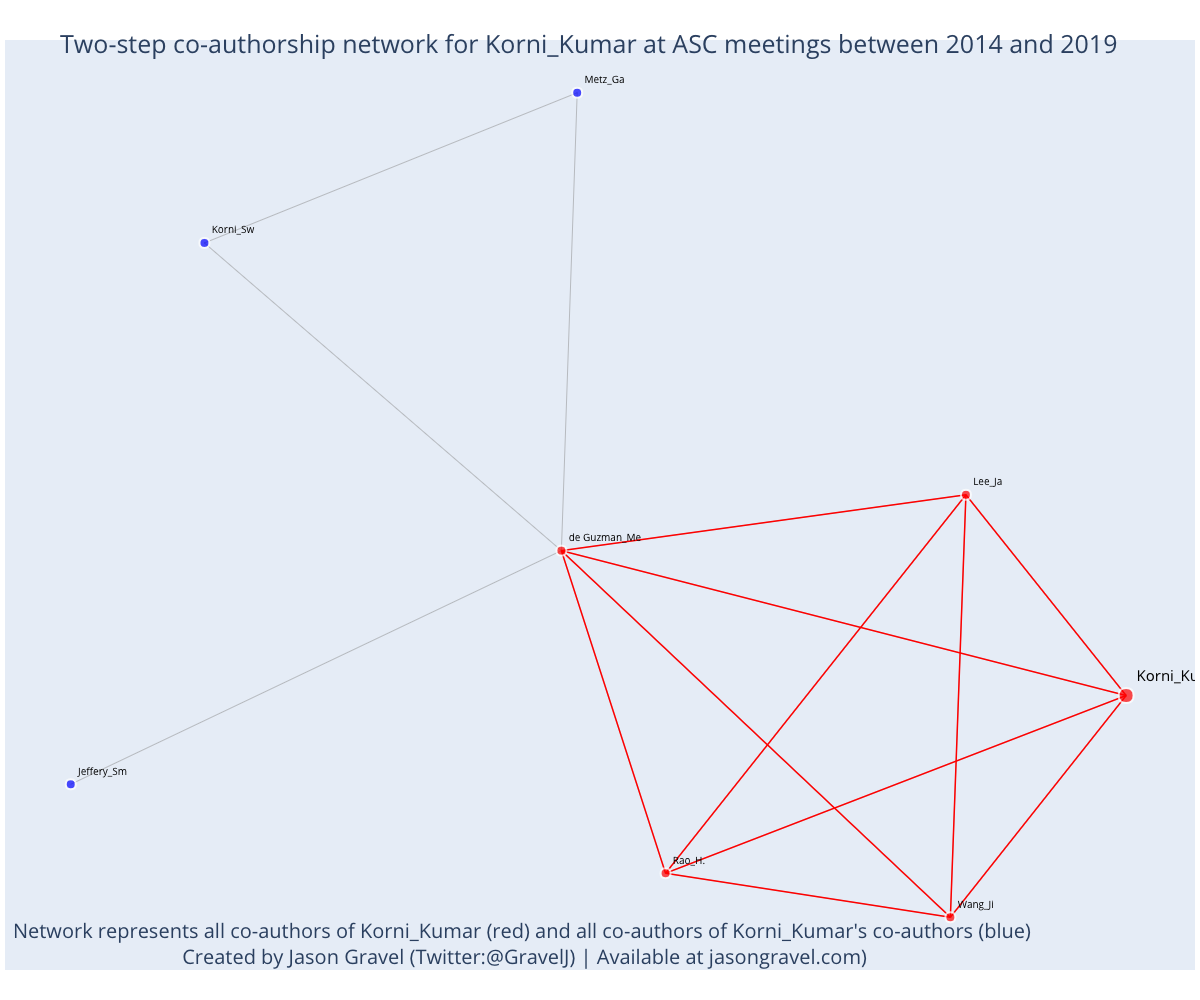 Two-step co-authorship network for Korni_Kumar at ASC meetings between 2014 and 2019
Metz_Ga
Korni_Sw
Lee_Ja
de Guzman_Me
Korni_Ku
Jeffery_Sm
Rao_H.
Wang_Ji
Network represents all co-authors of Korni_Kumar (red) and all co-authors of Korni_Kumar's co-authors (blue)
Created by Jason Gravel (Twitter:@GravelJ) | Available at jasongravel.com)